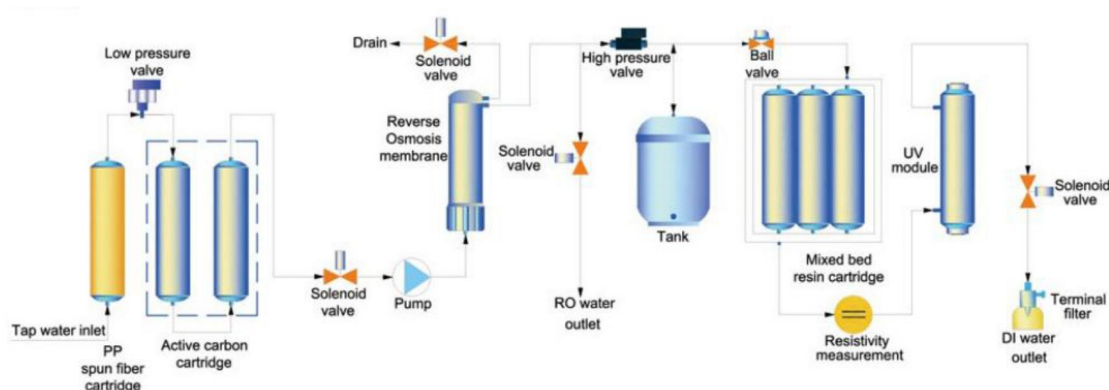 Low pressure
valve
Drain
Solenoid
valve
High pressure
valve
Ball
valve
Reverse
Osmosis
membrane
Solenoid
valve
UV
module
Solenoid
valve
Tank
Mixed bed
resin cartridge
Solenoid
valve
Pump
RO water
outlet
Tap water inlet
PP
spun fiber
cartridge
Active carbon
cartridge
Resistivity
measurement
Terminal
filter
DI water
outlet